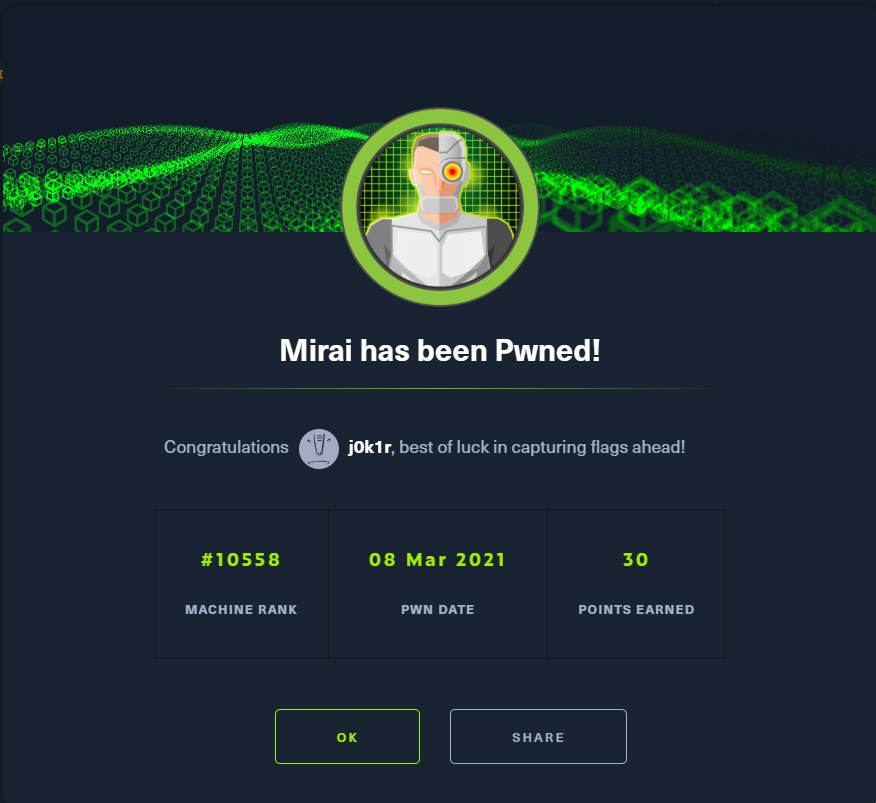 Mirai has been Pwned!
Congratulations j0k1r, best of luck in capturing flags ahead!
#10558 08 Mar 2021 30
MACHINE RANK PWN DATE POINTS EARNED
OK SHARE